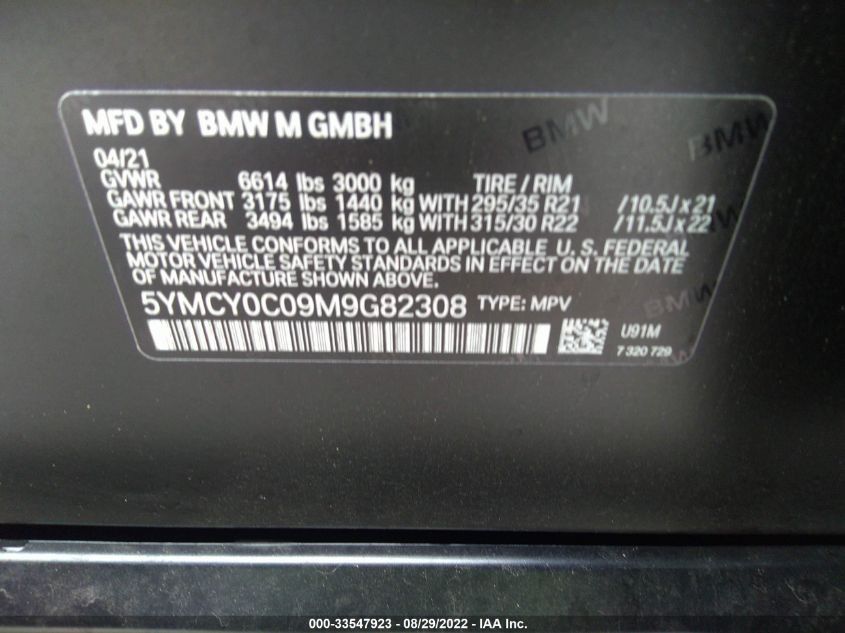 MFD BY BMW M GMBH
BMW BMW
04/21
GVWR 6614 lbs 3000 kg TIRE / RIM
GAWR FRONT 3175 lbs 1440 kg WITH 295/35 R21 /10.5J x 21
GAWR REAR 3494 lbs 1585 kg WITH 315/30 R22 /11.5J x 22
THIS VEHICLE CONFORMS TO ALL APPLICABLE U. S. FEDERAL
MOTOR VEHICLE SAFETY STANDARDS IN EFFECT ON THE DATE
OF MANUFACTURE SHOWN ABOVE.
5YMCY0C09M9G82308 TYPE: MPV
U91M
7 320 729
000-33547923 - 08/29/2022 - IAA Inc.